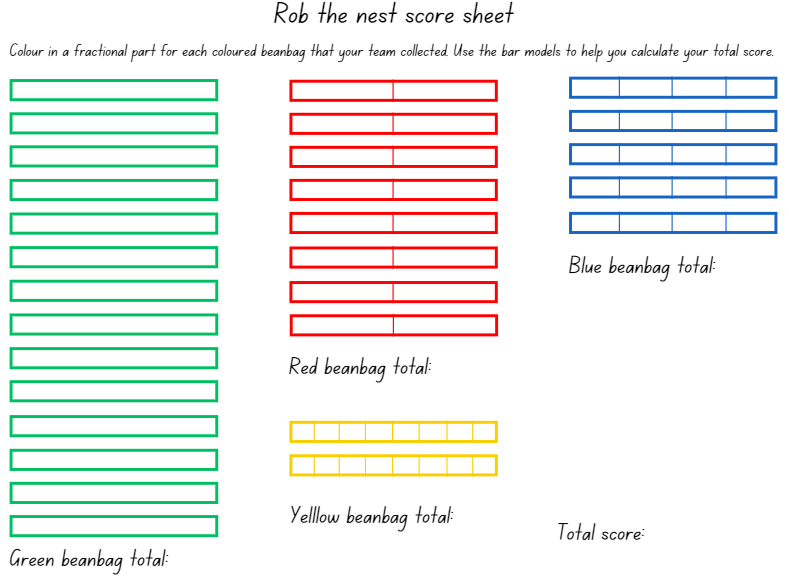 Rob the nest score sheet
Colour in a fractional part for each coloured beanbag that your team collected. Use the bar models to help you calculate your total score.
Blue beanbag total:
Red beanbag total:
Yelllow beanbag total:
Total score:
Green beanbag total: